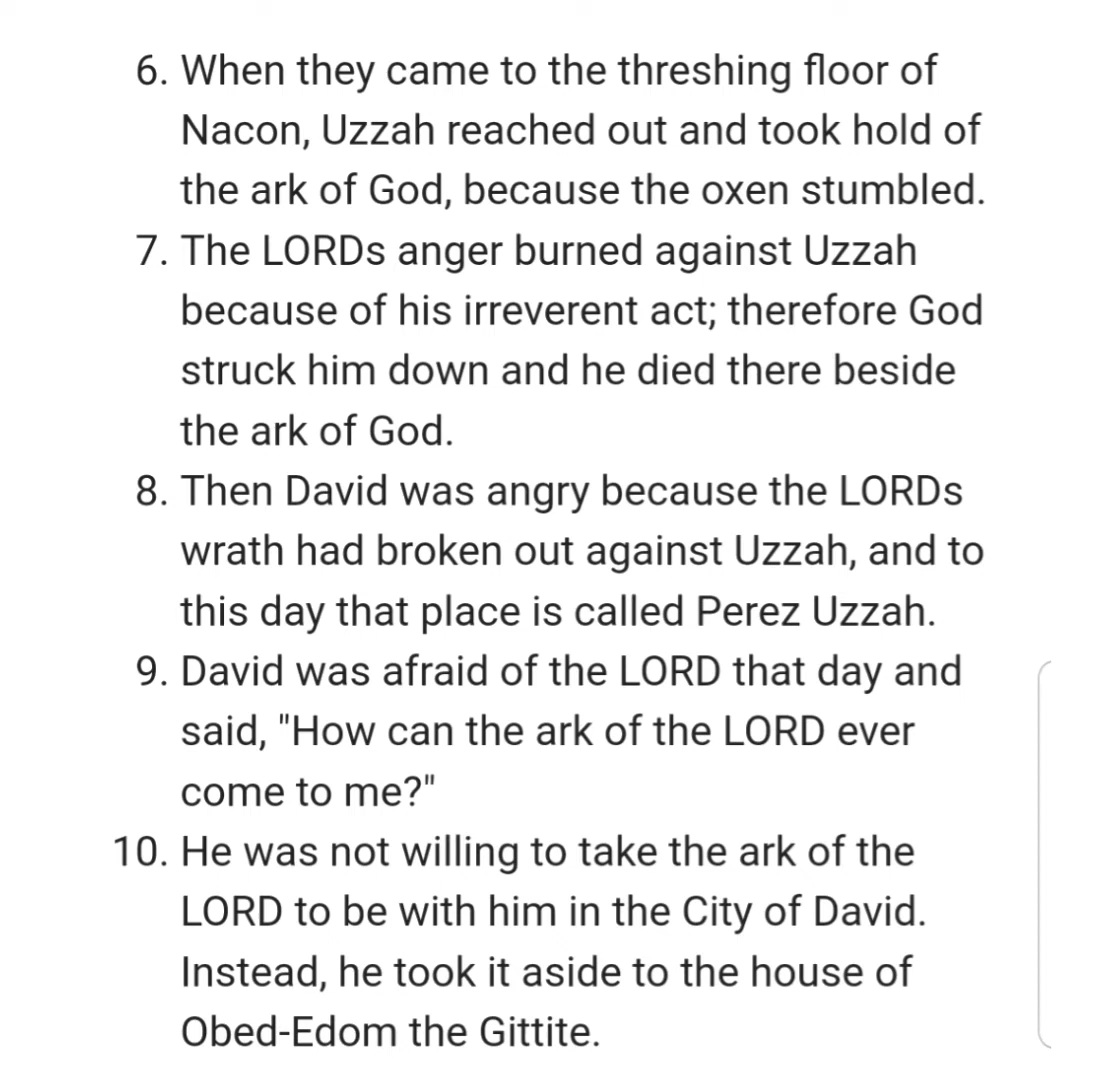 6. When they came to the threshing floor of
Nacon, Uzzah reached out and took hold of
the ark of God, because the oxen stumbled.
7. The LORDs anger burned against Uzzah
because of his irreverent act; therefore God
struck him down and he died there beside
the ark of God.
8. Then David was angry because the LORDs
wrath had broken out against Uzzah, and to
this day that place is called Perez Uzzah.
9. David was afraid of the LORD that day and
said, "How can the ark of the LORD ever
come to me?"
10. He was not willing to take the ark of the
LORD to be with him in the City of David.
Instead, he took it aside to the house of
Obed-Edom the Gittite.